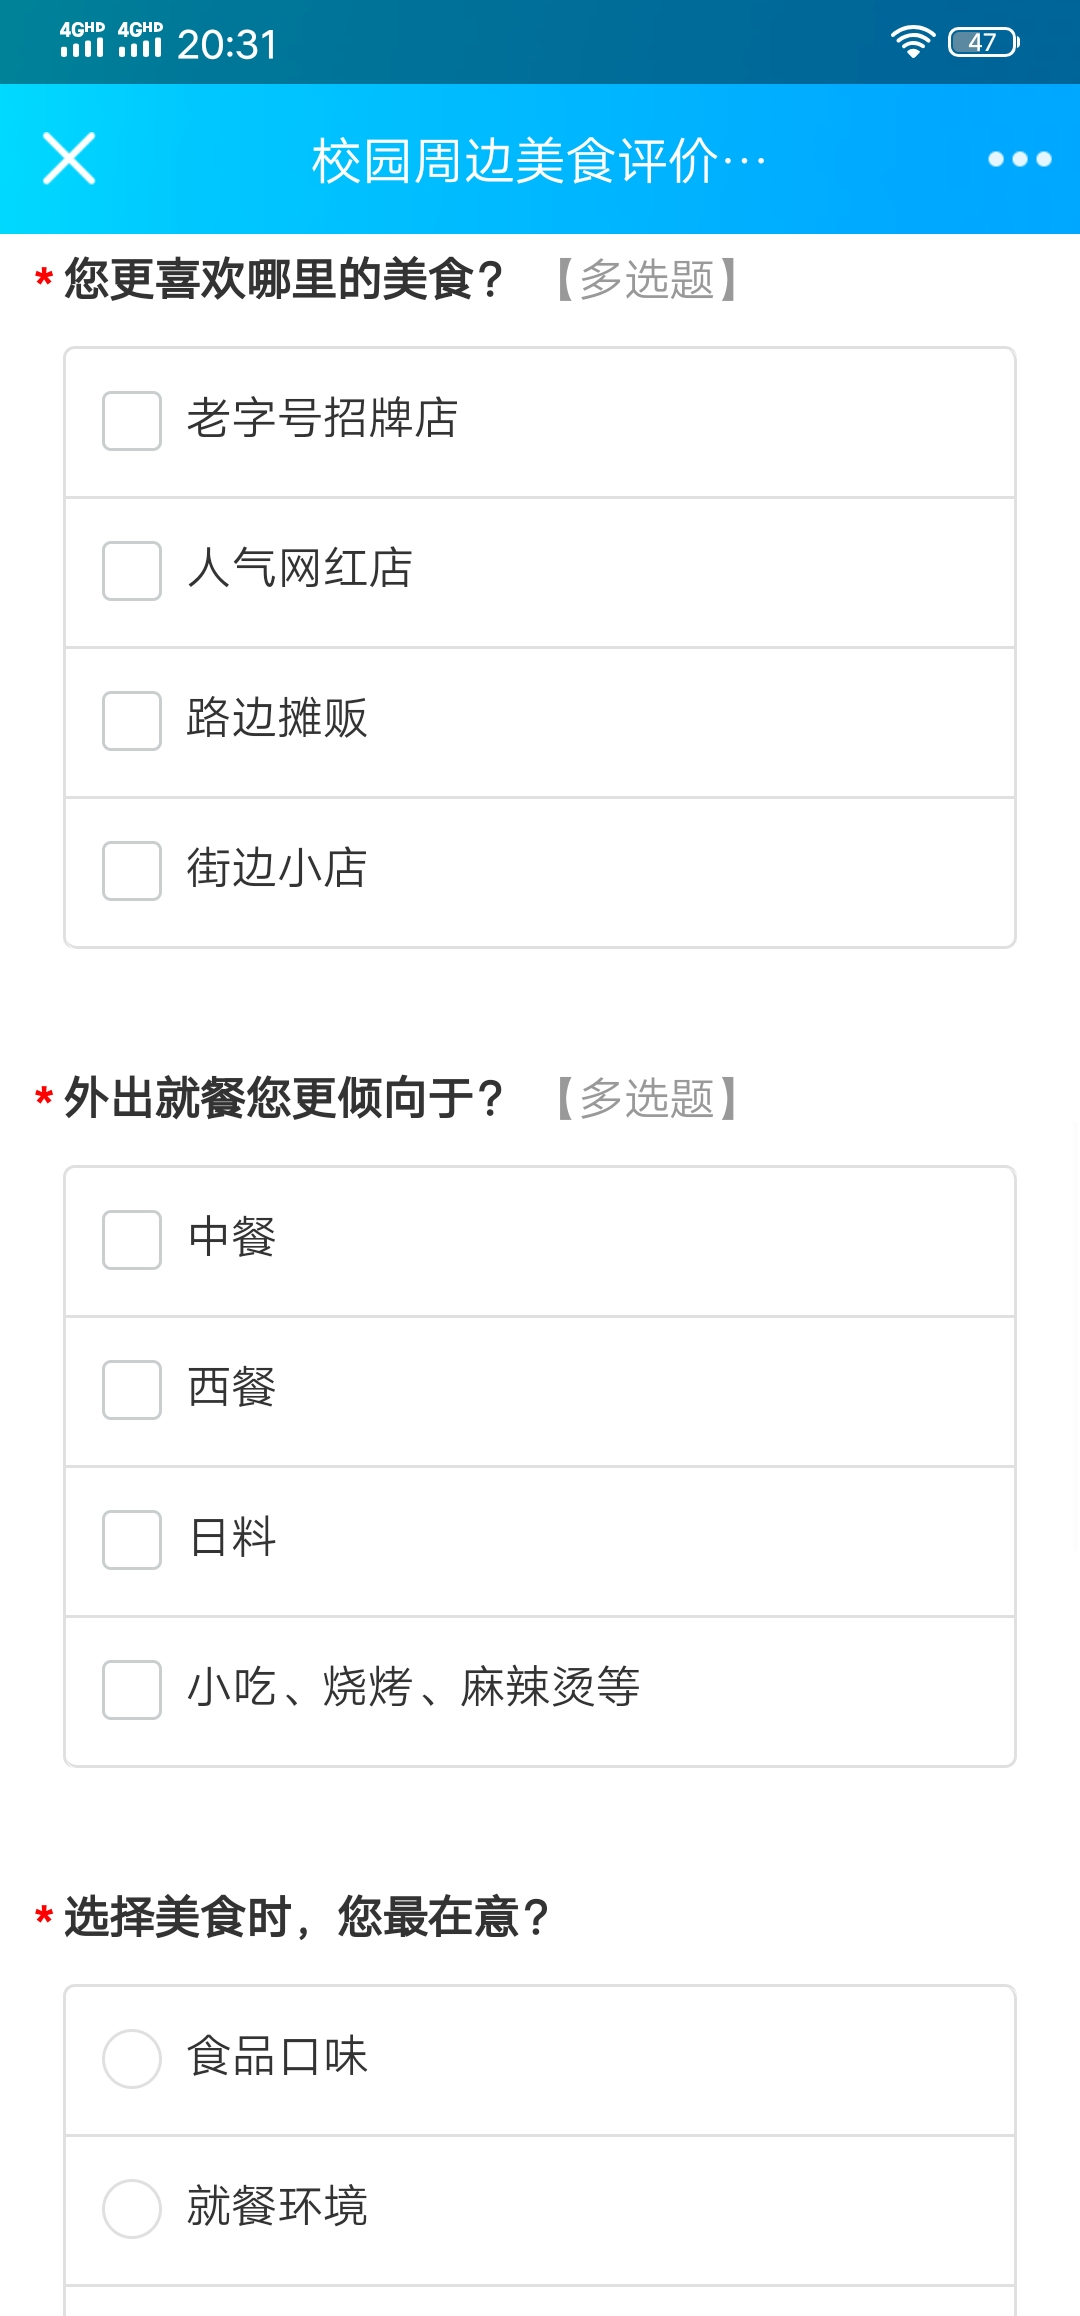 4GHD 4GHD 20:31 47
校园周边美食评价···
*您更喜欢哪里的美食？【多选题】
老字号招牌店
人气网红店
路边摊贩
街边小店
*外出就餐您更倾向于？【多选题】
中餐
西餐
日料
小吃、烧烤、麻辣烫等
*选择美食时，您最在意？
食品口味
就餐环境